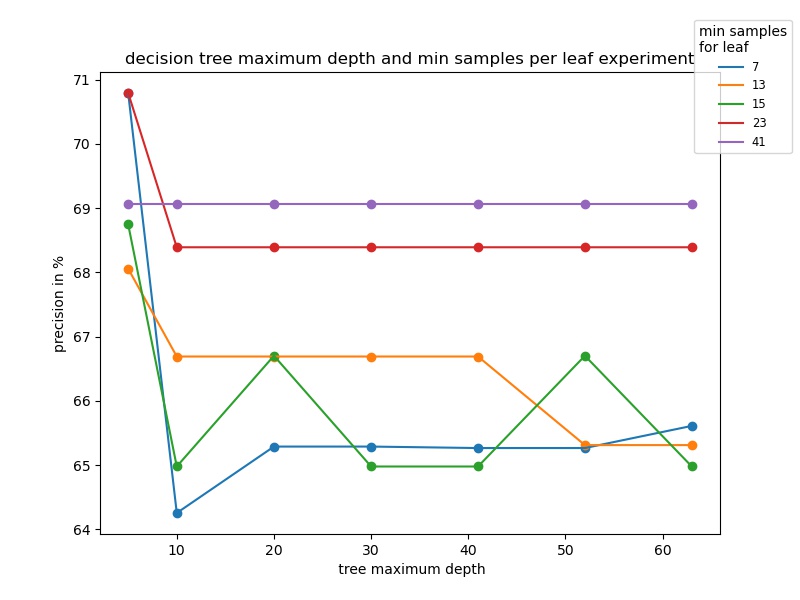 min samples
for leaf
7
13
15
23
41
decision tree maximum depth and min samples per leaf experiment
71
70
69
68
67
66
65
64
precision in %
10 20 30 40 50 60
tree maximum depth